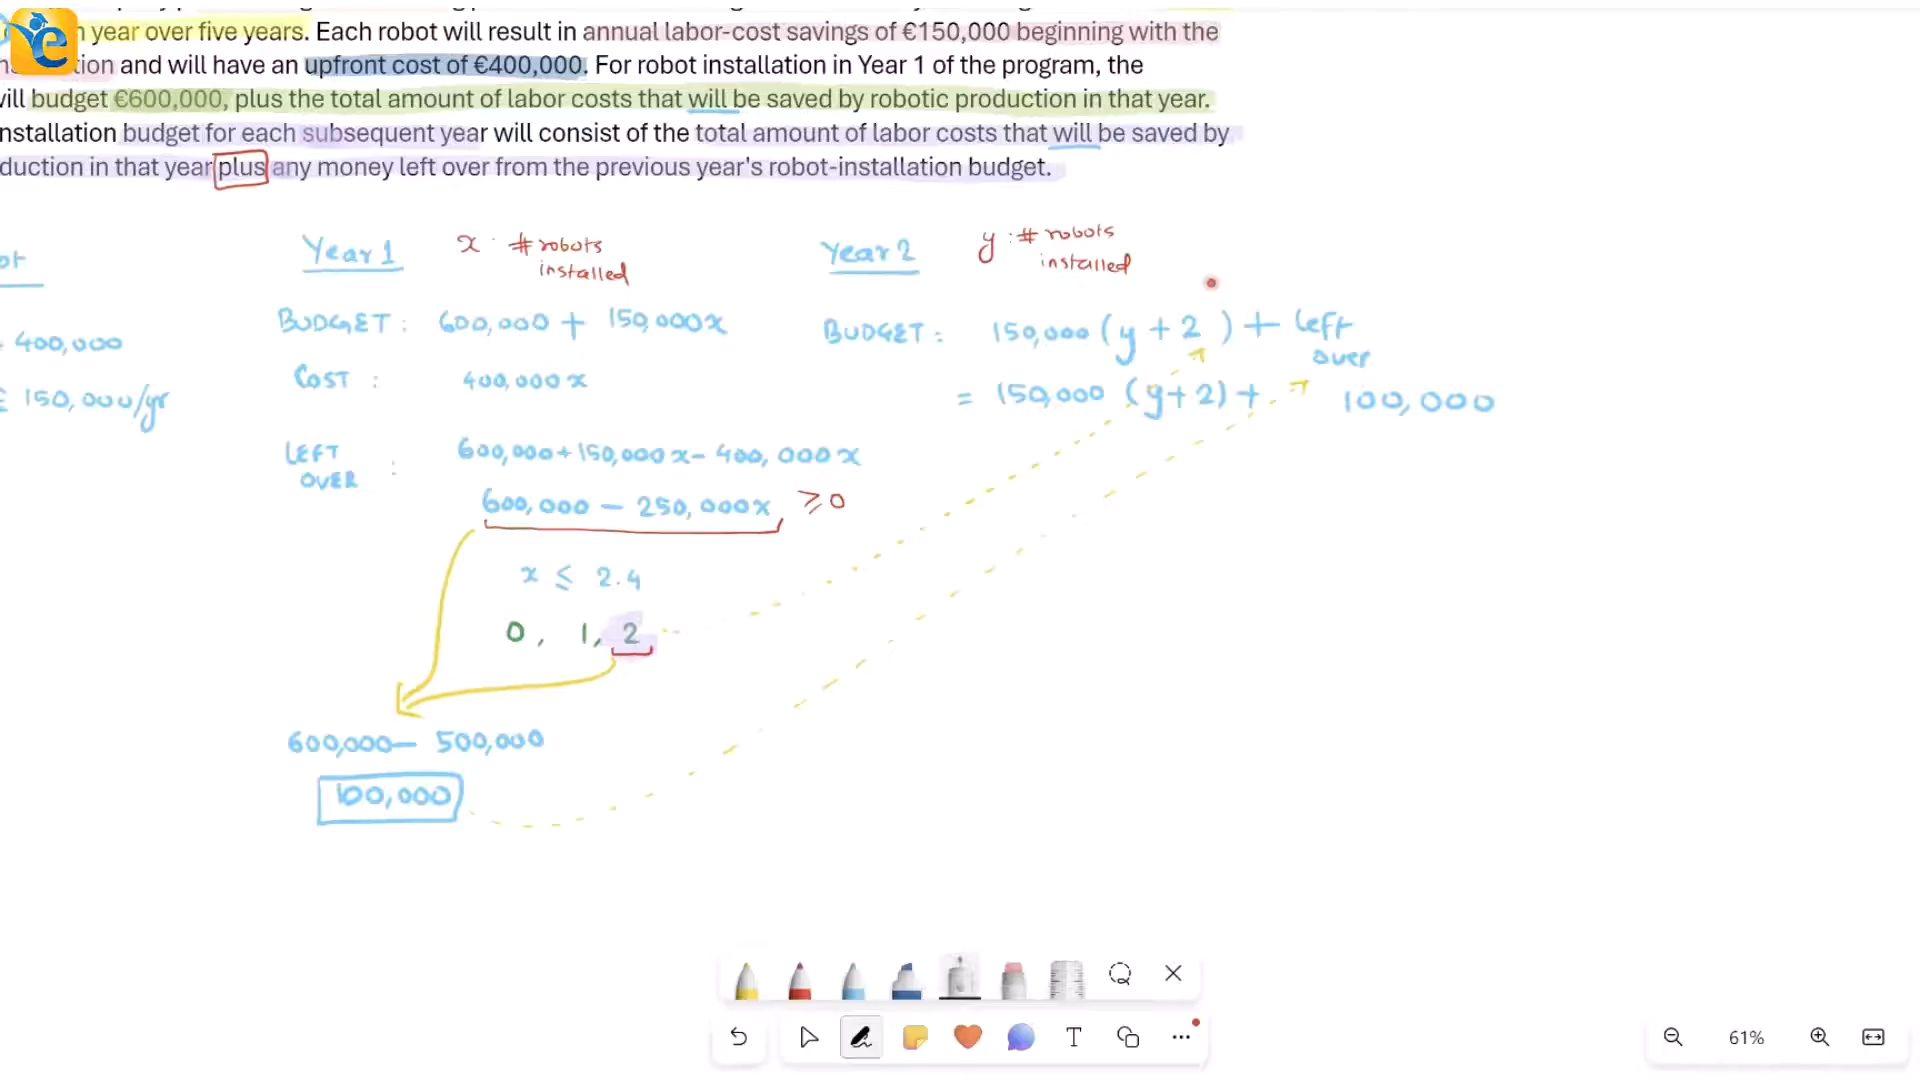 year over five years. Each robot will result in annual labor-cost savings of €150,000 beginning with the
and will have an upfront cost of €400,000. For robot installation in Year 1 of the program, the
will budget €600,000, plus the total amount of labor costs that will be saved by robotic production in that year.
nstallation budget for each subsequent year will consist of the total amount of labor costs that will be saved by
duction in that year plus any money left over from the previous year's robot-installation budget.
ot
400,000
150,000/yr
Year 1 x : # robots installed
BUDGET : 600,000 + 150,000x
COST : 400,000x
LEFT OVER : 600,000+150,000x - 400,000x
600,000 - 250,000x ≥0
x ≤ 2.4
0, 1, 2
600,000 - 500,000
100,000
Year 2 y : # robots installed
BUDGET : 150,000 (y + 2) + left over
= 150,000 (y+2) + 100,000
T
61%